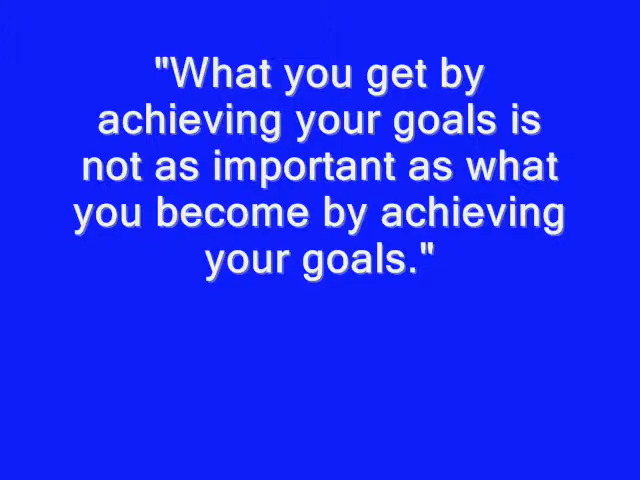 "What you get by
achieving your goals is
not as important as what
you become by achieving
your goals."